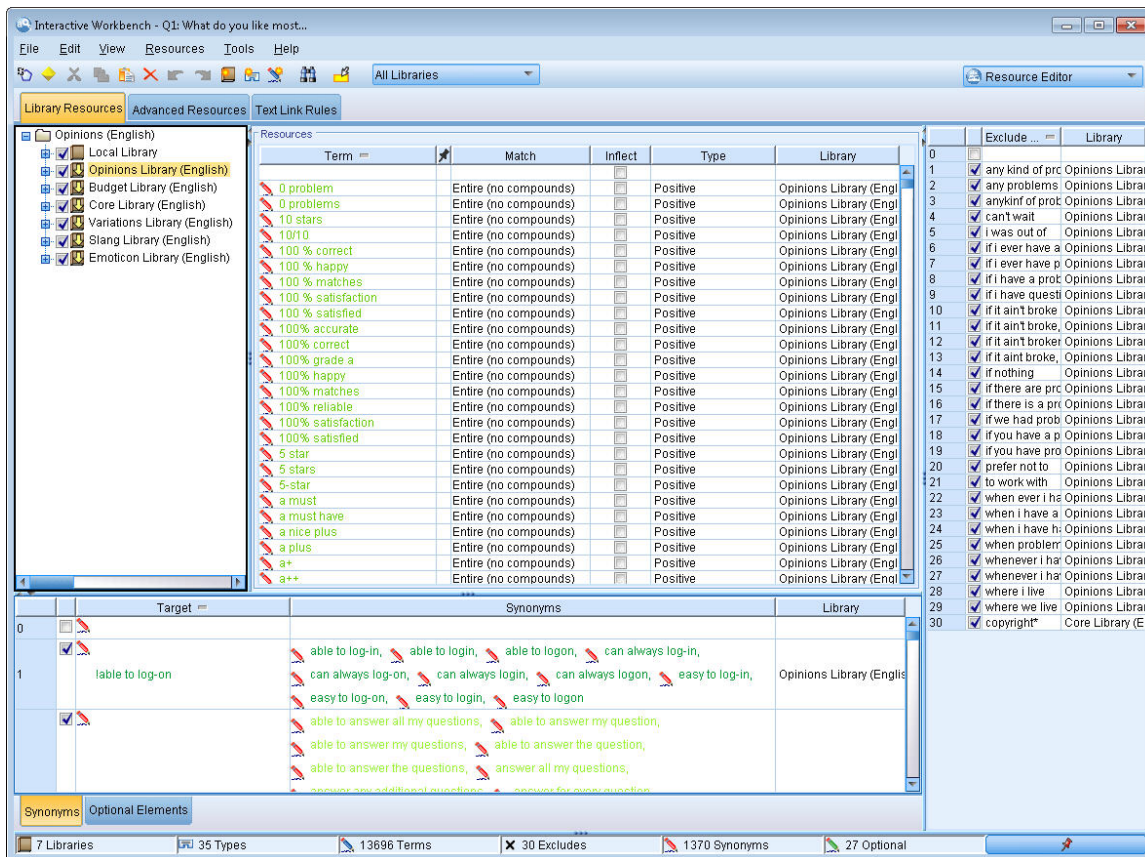 Interactive Workbench - Q1: What do you like most...
File Edit View Resources Tools Help
All Libraries Resource Editor
Library Resources Advanced Resources Text Link Rules
Opinions (English)
Local Library
Opinions Library (English)
Budget Library (English)
Core Library (English)
Variations Library (English)
Slang Library (English)
Emoticon Library (English)
Resources
Term Match Inflect Type Library
0 problem Entire (no compounds) Positive Opinions Library (Engl
0 problems Entire (no compounds) Positive Opinions Library (Engl
10 stars Entire (no compounds) Positive Opinions Library (Engl
10/10 Entire (no compounds) Positive Opinions Library (Engl
100 % correct Entire (no compounds) Positive Opinions Library (Engl
100 % happy Entire (no compounds) Positive Opinions Library (Engl
100 % matches Entire (no compounds) Positive Opinions Library (Engl
100 % satisfaction Entire (no compounds) Positive Opinions Library (Engl
100 % satisfied Entire (no compounds) Positive Opinions Library (Engl
100% accurate Entire (no compounds) Positive Opinions Library (Engl
100% correct Entire (no compounds) Positive Opinions Library (Engl
100% grade a Entire (no compounds) Positive Opinions Library (Engl
100% happy Entire (no compounds) Positive Opinions Library (Engl
100% matches Entire (no compounds) Positive Opinions Library (Engl
100% reliable Entire (no compounds) Positive Opinions Library (Engl
100% satisfaction Entire (no compounds) Positive Opinions Library (Engl
100% satisfied Entire (no compounds) Positive Opinions Library (Engl
5 star Entire (no compounds) Positive Opinions Library (Engl
5 stars Entire (no compounds) Positive Opinions Library (Engl
5-star Entire (no compounds) Positive Opinions Library (Engl
a must Entire (no compounds) Positive Opinions Library (Engl
a must have Entire (no compounds) Positive Opinions Library (Engl
a nice plus Entire (no compounds) Positive Opinions Library (Engl
a plus Entire (no compounds) Positive Opinions Library (Engl
a+ Entire (no compounds) Positive Opinions Library (Engl
a++ Entire (no compounds) Positive Opinions Library (Engl
Exclude ... Library
0
1 any kind of pro Opinions Librar
2 any problems Opinions Librar
3 anykinf of prob Opinions Librar
4 can't wait Opinions Librar
5 i was out of Opinions Librar
6 if i ever have a Opinions Librar
7 if i ever have p Opinions Librar
8 if i have a prob Opinions Librar
9 if i have questi Opinions Librar
10 if it ain't broke Opinions Librar
11 if it ain't broke, Opinions Librar
12 if it ain't broker Opinions Librar
13 if it aint broke, Opinions Librar
14 if nothing Opinions Librar
15 if there are pro Opinions Librar
16 if there is a pro Opinions Librar
17 if we had prob Opinions Librar
18 if you have a p Opinions Librar
19 if you have pro Opinions Librar
20 prefer not to Opinions Librar
21 to work with Opinions Librar
22 when ever i ha Opinions Librar
23 when i have a Opinions Librar
24 when i have h Opinions Librar
25 when problem Opinions Librar
26 whenever i ha Opinions Librar
27 whenever i ha Opinions Librar
28 where i live Opinions Librar
29 where we live Opinions Librar
30 copyright* Core Library (E
Target Synonyms Library
0
able to log-in, able to login, able to logon, can always log-in,
1 !able to log-on can always log-on, can always login, can always logon, easy to log-in, Opinions Library (Englis
easy to log-on, easy to login, easy to logon
able to answer all my questions, able to answer my question,
able to answer my questions, able to answer the question,
able to answer the questions, answer all my questions,
answer any additional questions, answer for every question
Synonyms Optional Elements
7 Libraries 35 Types 13696 Terms 30 Excludes 1370 Synonyms 27 Optional